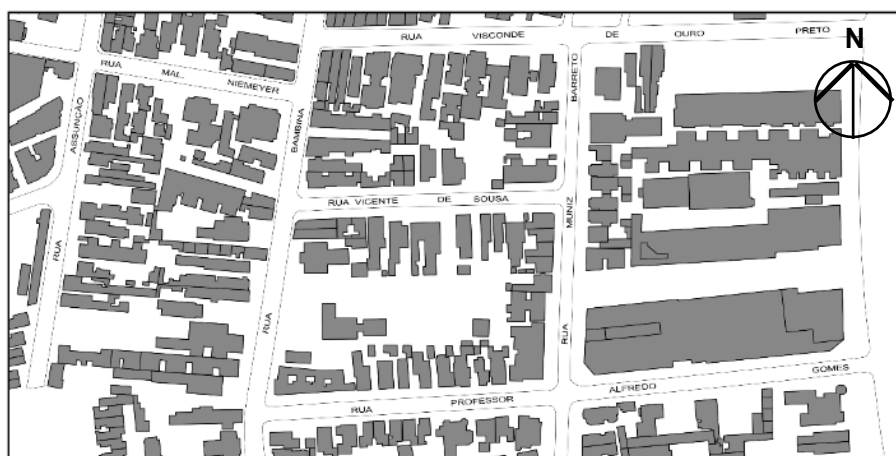 RUA VISCONDE DE OURO PRETO
N
RUA MAL. NIEMEYER
RUA ASSUNÇÃO
RUA BAMBINA
RUA MUNIZ BARRETO
RUA VICENTE DE SOUSA
RUA PROFESSOR ALFREDO GOMES